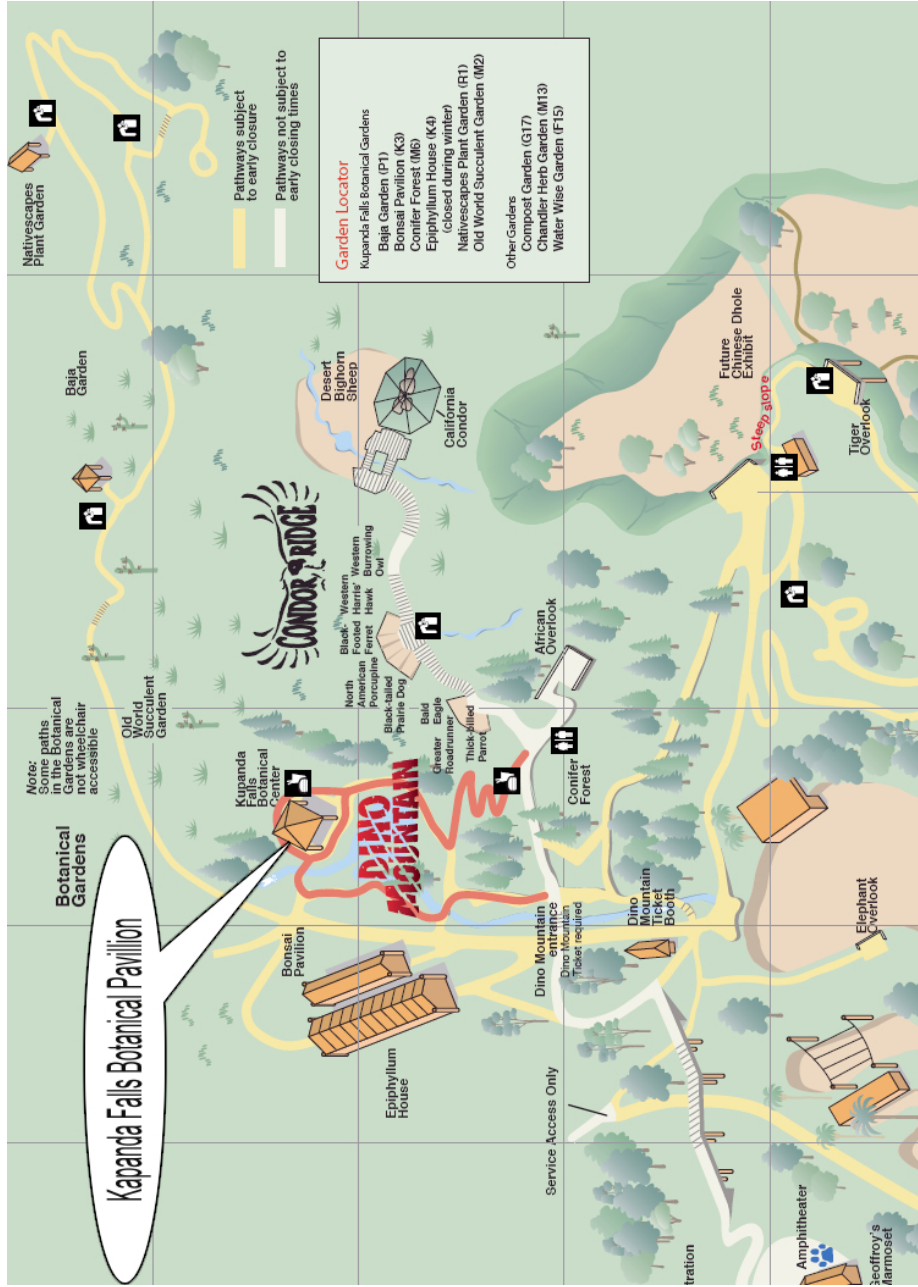 Nativescapes
Plant Garden
Pathways subject
to early closure
Pathways not subject to
early closing times
Garden Locator
Kupanda Falls Botanical Gardens
Baja Garden (P1)
Bonsai Pavilion (K3)
Conifer Forest (M6)
Epiphyllum House (K4)
(closed during winter)
Nativescapes Plant Garden (R1)
Old World Succulent Garden (M2)
Other Gardens
Compost Garden (G17)
Chandler Herb Garden (M13)
Water Wise Garden (F15)
Baja
Garden
Desert
Bighorn
Sheep
California
Condor
Future
Chinese Dhole
Exhibit
Steep slope
Tiger
Overlook
CONDOR RIDGE
Western
Burrowing
Owl
Western
Harris'
Hawk
Black-
Footed
Ferret
North
American
Porcupine
Black-tailed
Prairie Dog
Bald
Eagle
Greater
Roadrunner
Thick-billed
Parrot
African
Overlook
Note:
Some paths
in the Botanical
Gardens are
not wheelchair
accessible
Old
World
Succulent
Garden
Kupanda
Falls
Botanical
Center
DINO
MOUNTAIN
Conifer
Forest
Botanical
Gardens
Kapanda Falls Botanical Pavillion
Bonsai
Pavilion
Epiphyllum
House
Dino Mountain
entrance
Dino Mountain
Ticket required
Dino
Mountain
Ticket
Booth
Elephant
Overlook
Service Access Only
tration
Amphitheater
Geoffroy's
Marmoset